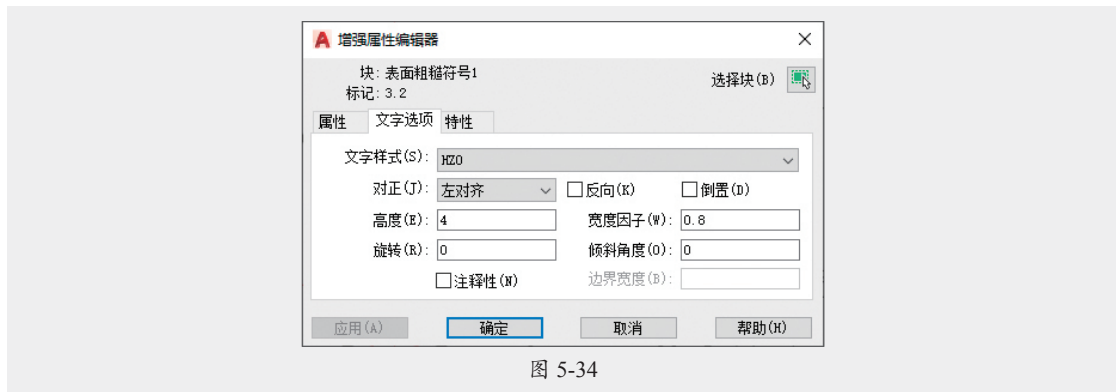 增强属性编辑器
块: 表面粗糙符号1
选择块(B)
标记: 3.2
属性 文字选项 特性
文字样式(S): HZ0
对正(J): 左对齐 反向(K) 倒置(D)
高度(E): 4 宽度因子(W): 0.8
旋转(R): 0 倾斜角度(O): 0
注释性(N) 边界宽度(B):
应用(A) 确定 取消 帮助(H)
图 5-34